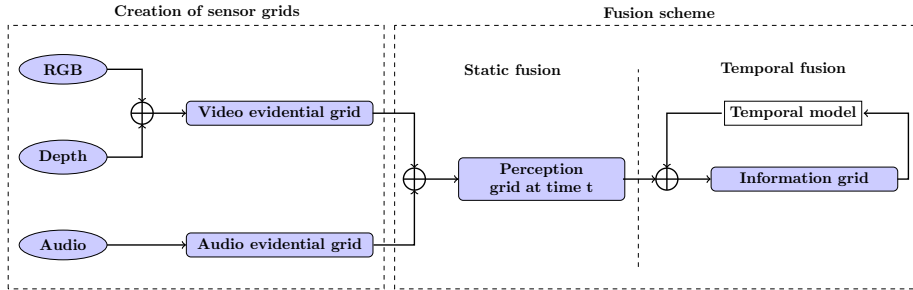 Creation of sensor grids
Fusion scheme
RGB
Depth
Audio
Video evidential grid
Audio evidential grid
Static fusion
Perception
grid at time t
Temporal fusion
Temporal model
Information grid